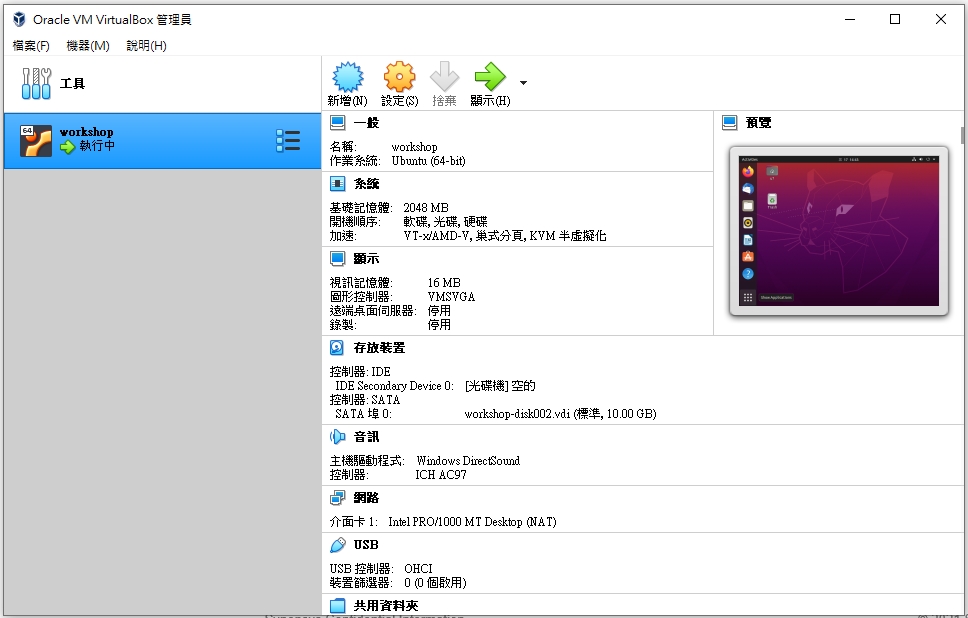 Oracle VM VirtualBox 管理員
檔案(F) 機器(M) 說明(H)
工具
新增(N) 設定(S) 捨棄 顯示(H)
64
workshop
執行中
一般
名稱: workshop
作業系統: Ubuntu (64-bit)
系統
基礎記憶體: 2048 MB
開機順序: 軟碟, 光碟, 硬碟
加速: VT-x/AMD-V, 巢式分頁, KVM 半虛擬化
顯示
視訊記憶體: 16 MB
圖形控制器: VMSVGA
遠端桌面伺服器: 停用
錄製: 停用
預覽
Activities
Show Applications
存放裝置
控制器: IDE
IDE Secondary Device 0: [光碟機] 空的
控制器: SATA
SATA 埠 0: workshop-disk002.vdi (標準, 10.00 GB)
音訊
主機驅動程式: Windows DirectSound
控制器: ICH AC97
網路
介面卡 1: Intel PRO/1000 MT Desktop (NAT)
USB
USB 控制器: OHCI
裝置篩選器: 0 (0 個啟用)
共用資料夾